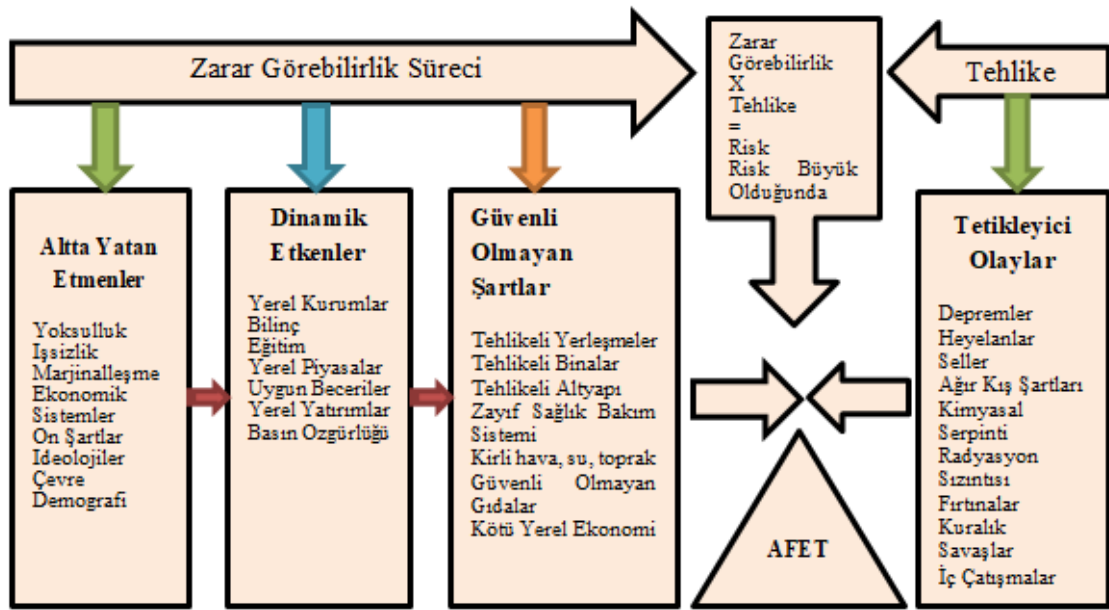 Zarar Görebilirlik Süreci
Zarar
Görebilirlik
X
Tehlike
=
Risk
Risk Büyük
Olduğunda
Tehlike
Altta Yatan
Etmenler
Yoksulluk
Işsizlik
Marjinalleşme
Ekonomik
Sistemler
On Şartlar
Ideolojiler
Çevre
Demografi
Dinamik
Etkenler
Yerel Kurumlar
Bilinç
Eğitim
Yerel Piyasalar
Uygun Beceriler
Yerel Yatırımlar
Basın Ozgürlüğü
Güvenli
Olmayan
Şartlar
Tehlikeli Yerleşmeler
Tehlikeli Binalar
Tehlikeli Altyapı
Zayıf Sağlık Bakım
Sistemi
Kirli hava, su, toprak
Güvenli Olmayan
Gıdalar
Kötü Yerel Ekonomi
AFET
Tetikleyici
Olaylar
Depremler
Heyelanlar
Seller
Ağır Kış Şartları
Kimyasal
Serpinti
Radyasyon
Sızıntısı
Fırtınalar
Kuralık
Savaşlar
İç Çatışmalar